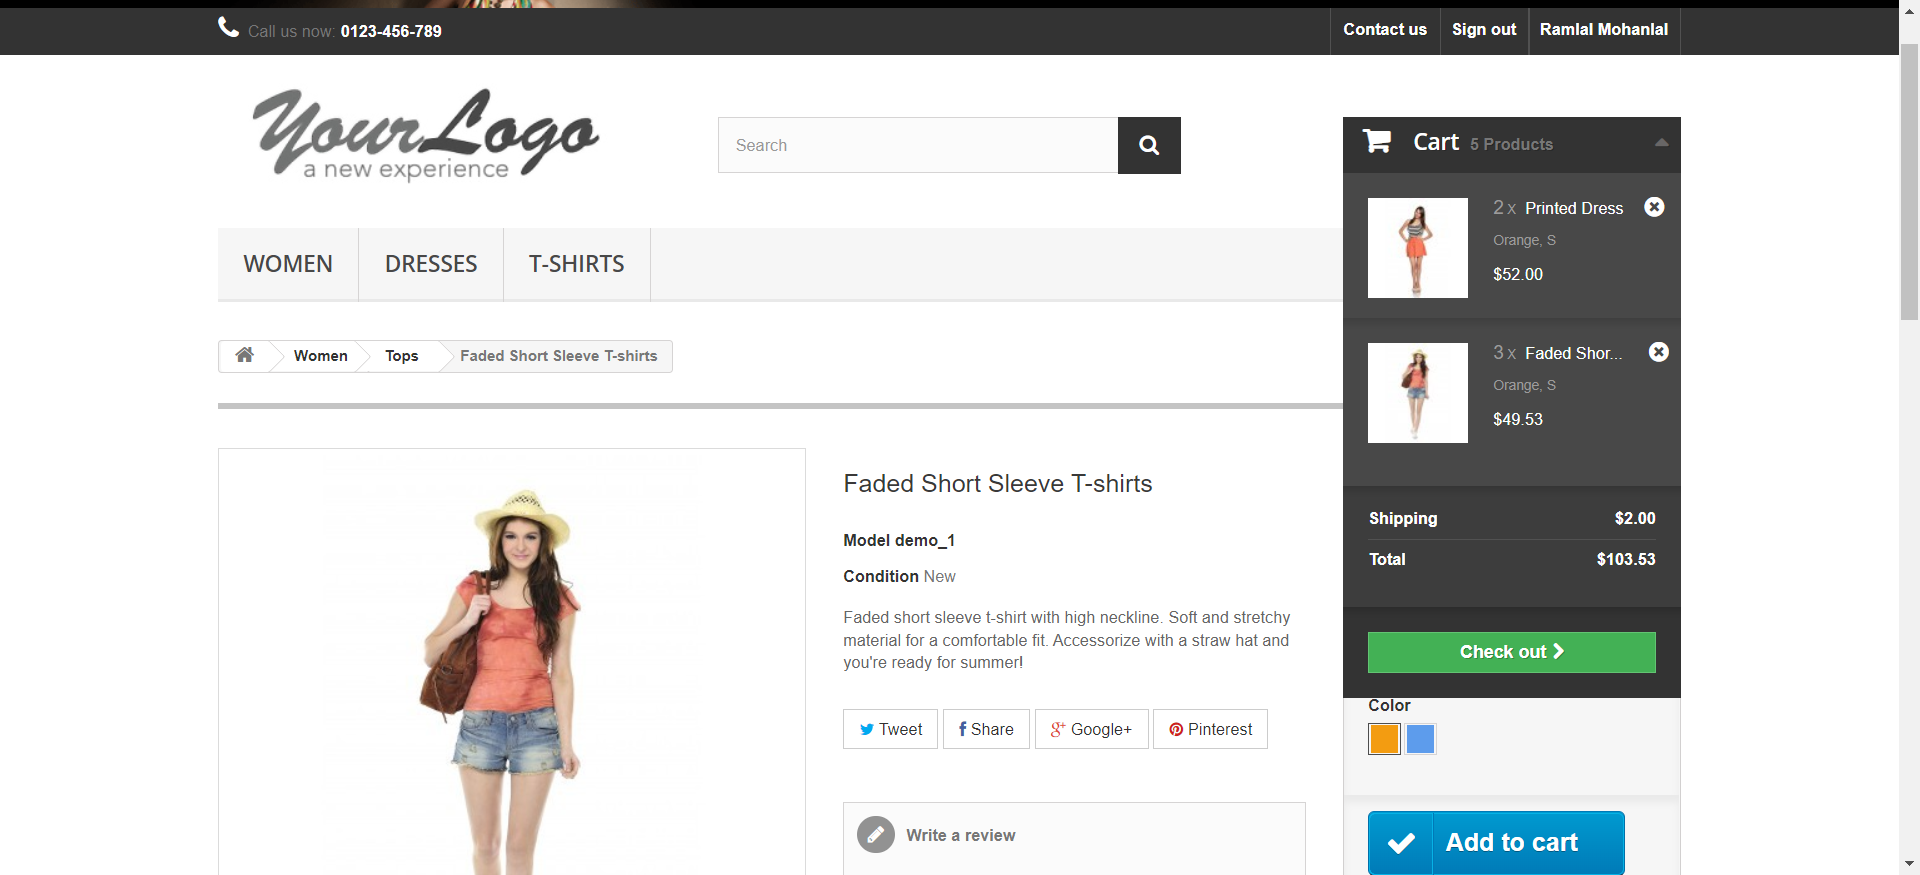 Call us now: 0123-456-789
Contact us
Sign out
Ramlal Mohanlal
YourLogo
a new experience
Search
Cart 5 Products
2 x Printed Dress
Orange, S
$52.00
3 x Faded Shor...
Orange, S
$49.53
Shipping $2.00
Total $103.53
Check out
WOMEN
DRESSES
T-SHIRTS
Women
Tops
Faded Short Sleeve T-shirts
Faded Short Sleeve T-shirts
Model demo_1
Condition New
Faded short sleeve t-shirt with high neckline. Soft and stretchy
material for a comfortable fit. Accessorize with a straw hat and
you're ready for summer!
Tweet
Share
Google+
Pinterest
Write a review
Color
Add to cart